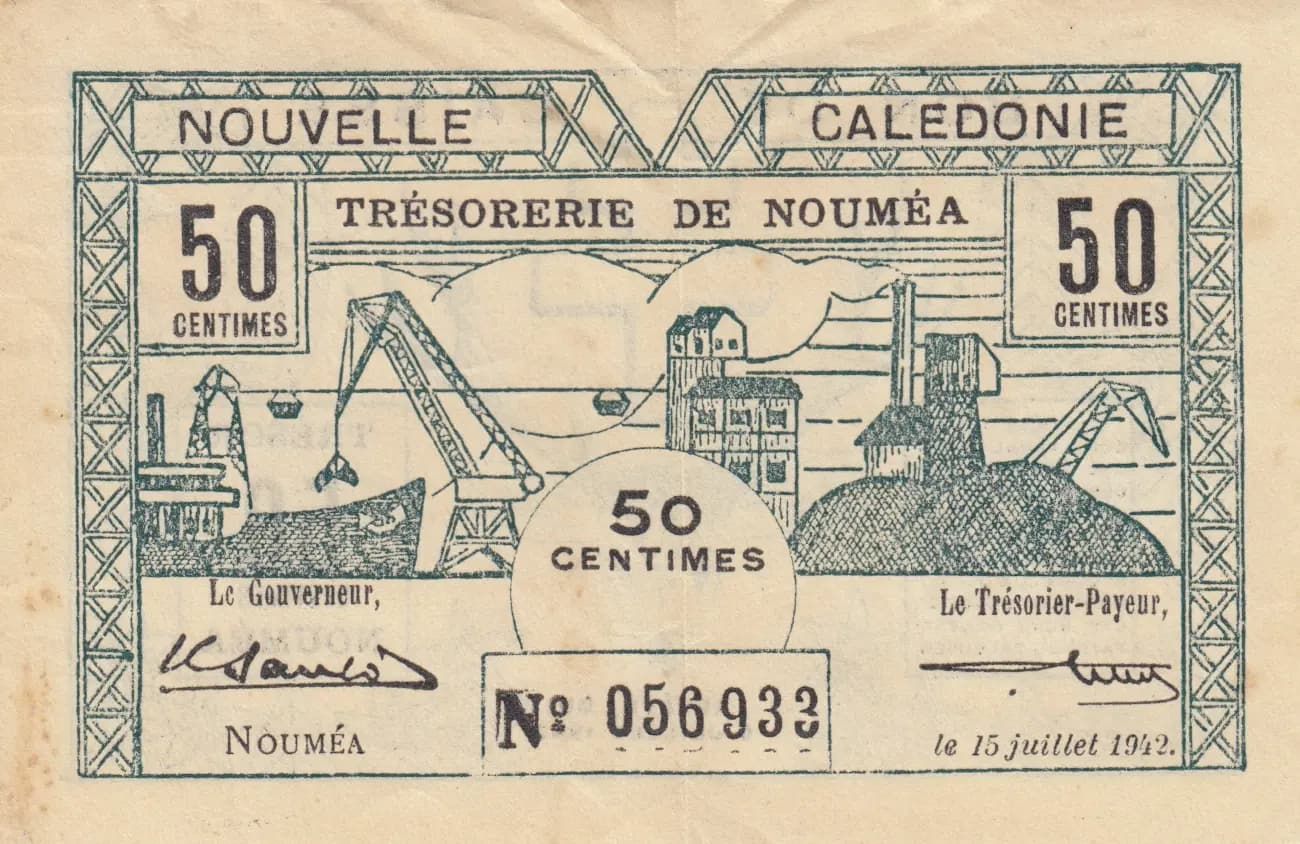 NOUVELLE CALEDONIE
TRÉSORERIE DE NOUMÉA
50
CENTIMES
50
CENTIMES
50
CENTIMES
Le Gouverneur,
Le Trésorier-Payeur,
NOUMÉA
Nº 056933
le 15 juillet 1942.